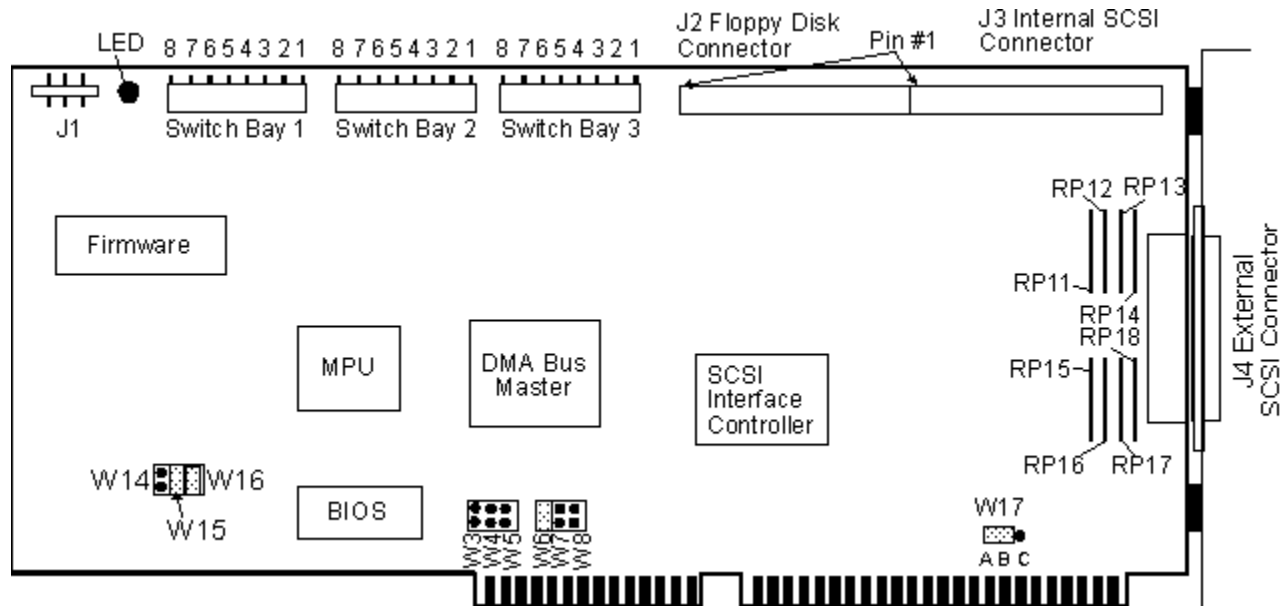 J2 Floppy Disk
Connector
Pin #1
J3 Internal SCSI
Connector
LED
8 7 6 5 4 3 2 1
8 7 6 5 4 3 2 1
8 7 6 5 4 3 2 1
J1
Switch Bay 1
Switch Bay 2
Switch Bay 3
RP12
RP13
Firmware
RP11
RP14
RP18
RP15
RP16
RP17
J4 External
SCSI Connector
MPU
DMA Bus
Master
SCSI
Interface
Controller
W14
W16
W15
BIOS
W3
W4
W5
W6
W7
W8
W17
A B C